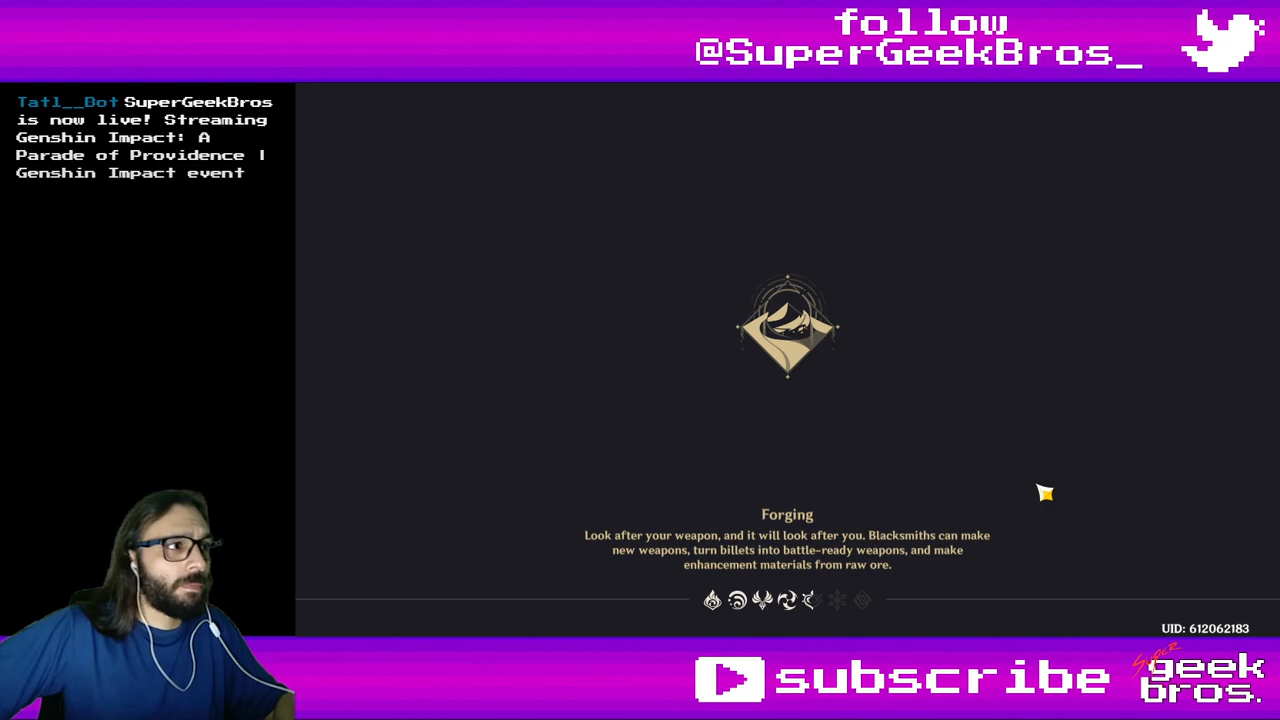 follow
@SuperGeekBros_
Tatl__Bot SuperGeekBros
is now live! Streaming
Genshin Impact: A
Parade of Providence |
Genshin Impact event
Forging
Look after your weapon, and it will look after you. Blacksmiths can make
new weapons, turn billets into battle-ready weapons, and make
enhancement materials from raw ore.
UID: 612062183
subscribe
super
geek
bros.